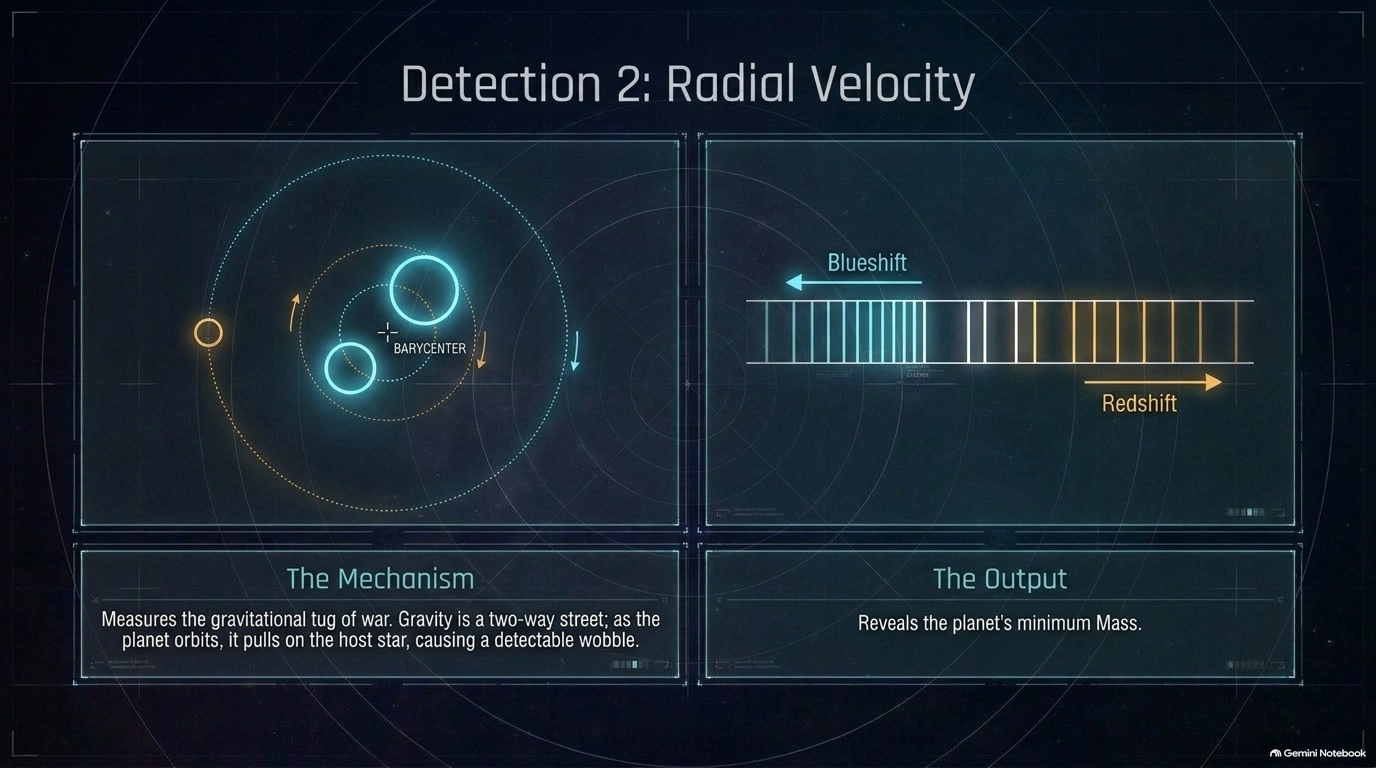 Detection 2: Radial Velocity
BARYCENTER
Blueshift
Redshift
The Mechanism
Measures the gravitational tug of war. Gravity is a two-way street; as the
planet orbits, it pulls on the host star, causing a detectable wobble.
The Output
Reveals the planet's minimum Mass.
Gemini Notebook